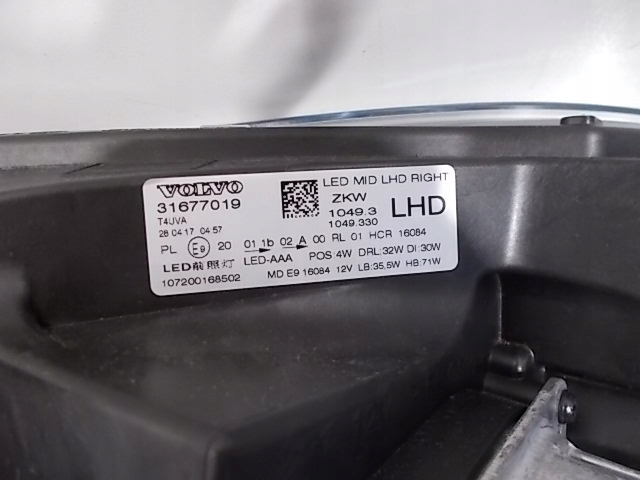 VOLVO
LED MID LHD RIGHT
31677019
ZKW
T4UVA
1049.3
LHD
28 04 17 04 57
1049.330
PL E9 20 01 1b 02 A 00 RL 01 HCR 16084
LED前照灯 LED-AAA POS:4W DRL:32W DI:30W
107200168502 MD E9 16084 12V LB:35,5W HB:71W